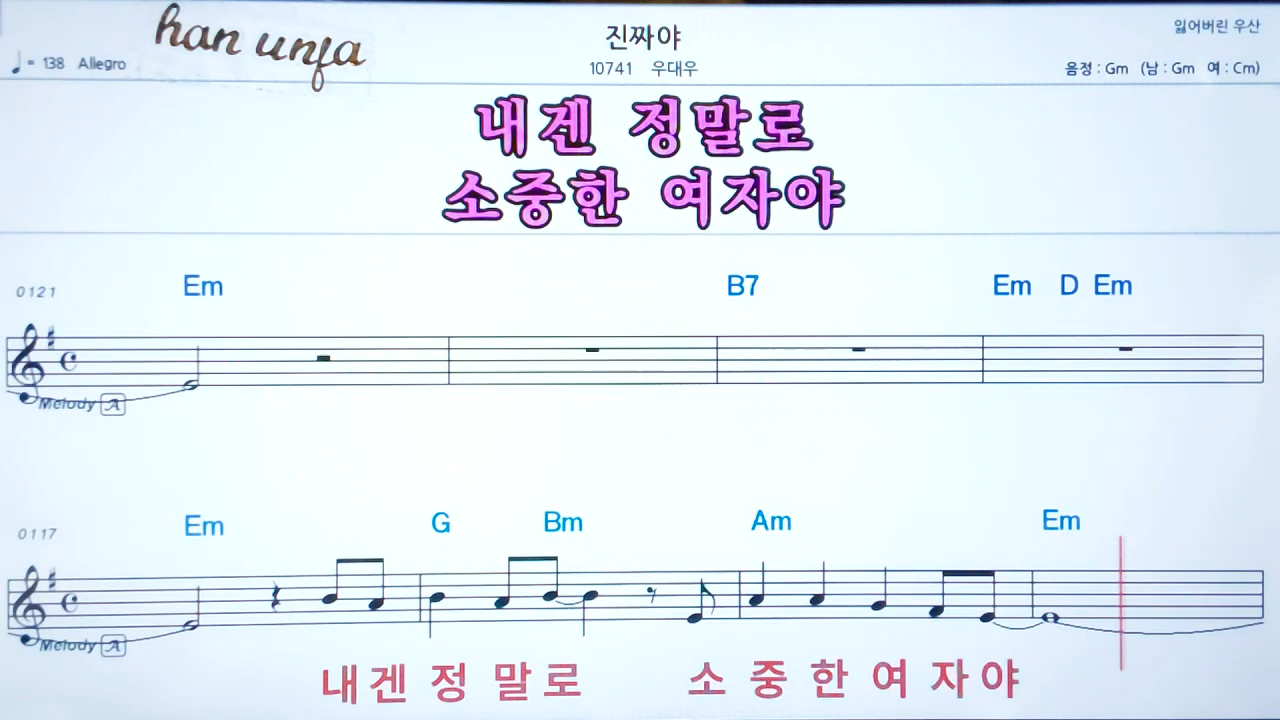 han unfa
진짜야
잃어버린 우산
♩= 138 Allegro
10741 우대우
음정 : Gm (남 : Gm 여 : Cm)
내겐 정말로
소중한 여자야
0121 Em B7 Em D Em
Melody A
0117 Em G Bm Am Em
Melody A
내겐 정 말로 소 중 한 여 자야